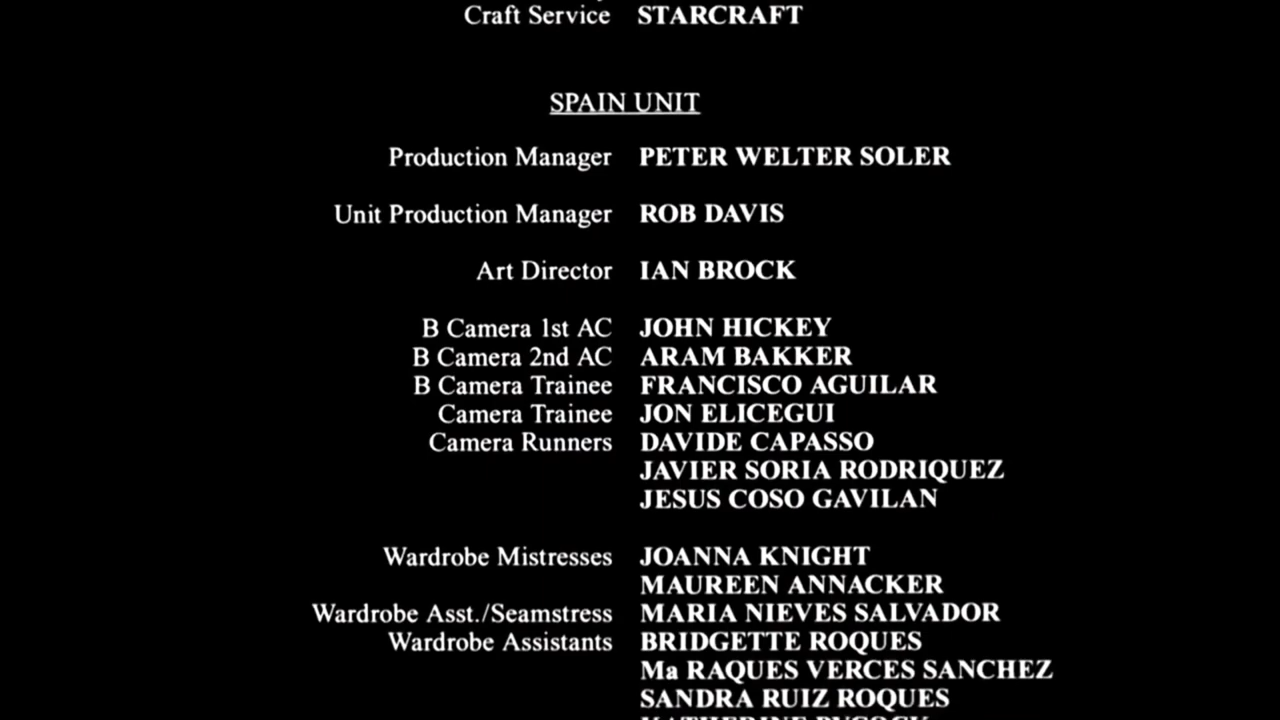 Craft Service STARCRAFT
SPAIN UNIT
Production Manager PETER WELTER SOLER
Unit Production Manager ROB DAVIS
Art Director IAN BROCK
B Camera 1st AC JOHN HICKEY
B Camera 2nd AC ARAM BAKKER
B Camera Trainee FRANCISCO AGUILAR
Camera Trainee JON ELICEGUI
Camera Runners DAVIDE CAPASSO
JAVIER SORIA RODRIQUEZ
JESUS COSO GAVILAN
Wardrobe Mistresses JOANNA KNIGHT
MAUREEN ANNACKER
Wardrobe Asst./Seamstress MARIA NIEVES SALVADOR
Wardrobe Assistants BRIDGETTE ROQUES
Ma RAQUES VERCES SANCHEZ
SANDRA RUIZ ROQUES